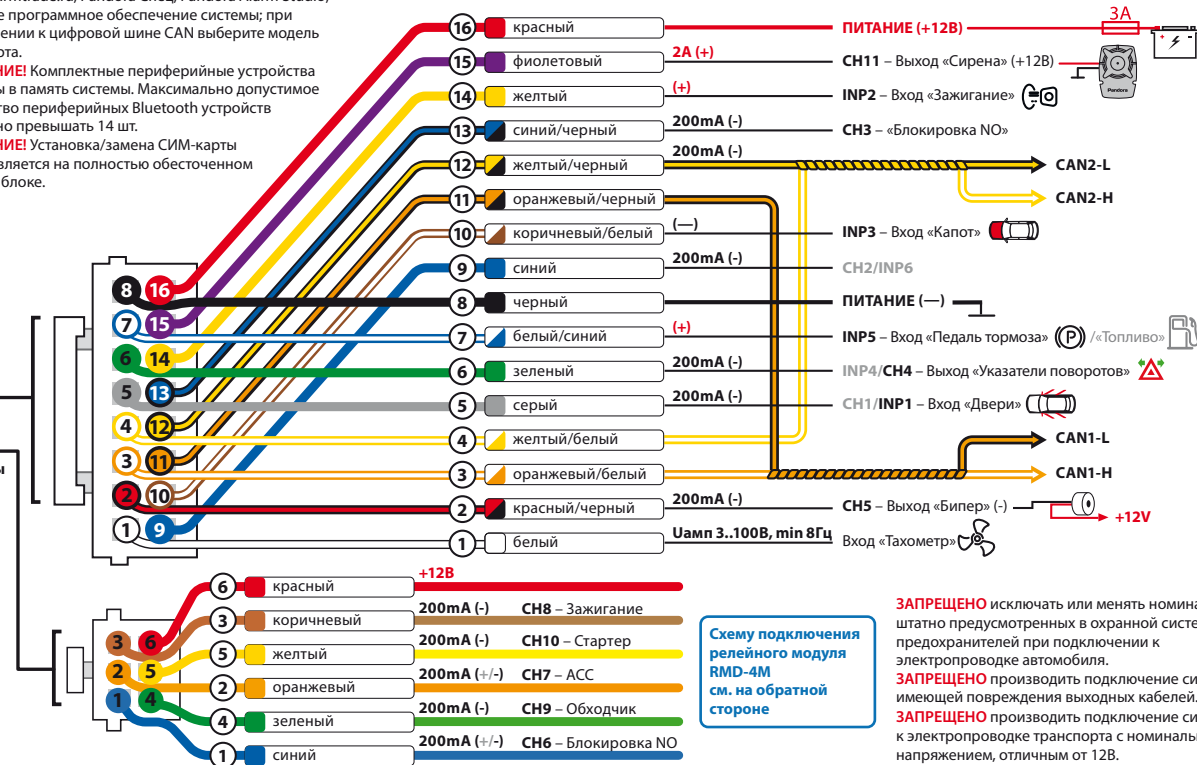 е программное обеспечение системы; при
ении к цифровой шине CAN выберите модель
рта.
НИЕ! Комплектные периферийные устройства
ы в память системы. Максимально допустимое
тво периферийных Bluetooth устройств
но превышать 14 шт.
НИЕ! Установка/замена СИМ-карты
вляется на полностью обесточенном
блоке.
16 красный ПИТАНИЕ (+12В) 3А
15 фиолетовый 2А (+) CH11 – Выход «Сирена» (+12В)
Pandora
14 желтый (+) INP2 – Вход «Зажигание»
13 синий/черный 200mA (-) CH3 – «Блокировка NO»
12 желтый/черный 200mA (-) CAN2-L
CAN2-H
11 оранжевый/черный
10 коричневый/белый (—) INP3 – Вход «Капот»
9 синий 200mA (-) CH2/INP6
8 черный ПИТАНИЕ (—)
7 белый/синий (+) INP5 – Вход «Педаль тормоза» (P) /«Топливо»
6 зеленый 200mA (-) INP4/CH4 – Выход «Указатели поворотов»
5 серый 200mA (-) CH1/INP1 – Вход «Двери»
4 желтый/белый CAN1-L
3 оранжевый/белый CAN1-H
2 красный/черный 200mA (-) CH5 – Выход «Бипер» (-) +12V
1 белый Uамп 3..100В, min 8Гц Вход «Тахометр»
8 16
7 15
6 14
5 13
4 12
3 11
2 10
1 9
ы
6 красный +12В
3 коричневый 200mA (-) CH8 – Зажигание
5 желтый 200mA (-) CH10 – Стартер
2 оранжевый 200mA (+/-) CH7 – ACC
4 зеленый 200mA (-) CH9 – Обходчик
1 синий 200mA (+/-) CH6 – Блокировка NO
3 6
2 5
1 4
Схему подключения
релейного модуля
RMD-4M
см. на обратной
стороне
ЗАПРЕЩЕНО исключать или менять номина
штатно предусмотренных в охранной систе
предохранителей при подключении к
электропроводке автомобиля.
ЗАПРЕЩЕНО производить подключение си
имеющей повреждения выходных кабелей.
ЗАПРЕЩЕНО производить подключение си
к электропроводке транспорта с номиналь
напряжением, отличным от 12В.